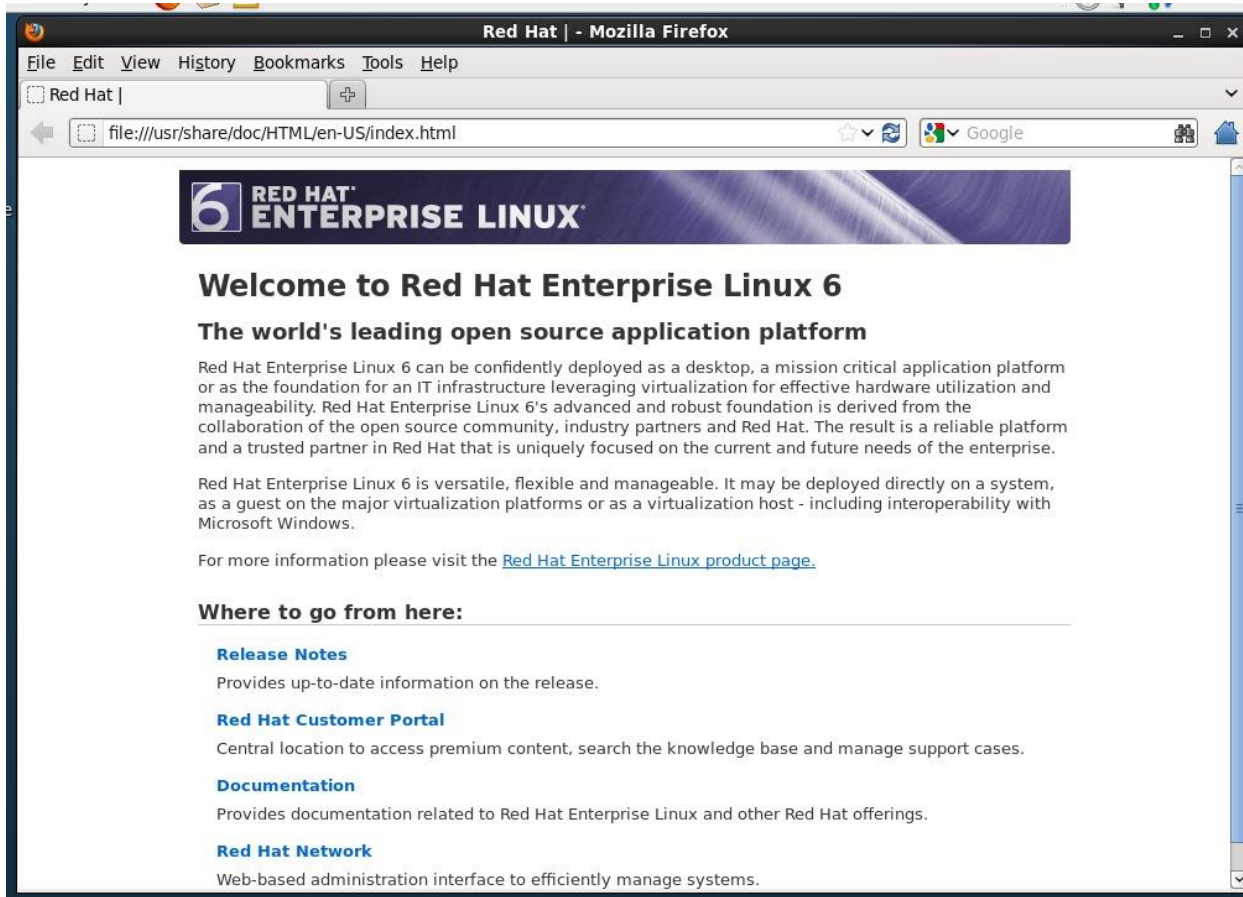 Red Hat | - Mozilla Firefox
File Edit View History Bookmarks Tools Help
Red Hat |
file:///usr/share/doc/HTML/en-US/index.html
Google
6 RED HAT
ENTERPRISE LINUX
Welcome to Red Hat Enterprise Linux 6
The world's leading open source application platform
Red Hat Enterprise Linux 6 can be confidently deployed as a desktop, a mission critical application platform
or as the foundation for an IT infrastructure leveraging virtualization for effective hardware utilization and
manageability. Red Hat Enterprise Linux 6's advanced and robust foundation is derived from the
collaboration of the open source community, industry partners and Red Hat. The result is a reliable platform
and a trusted partner in Red Hat that is uniquely focused on the current and future needs of the enterprise.
Red Hat Enterprise Linux 6 is versatile, flexible and manageable. It may be deployed directly on a system,
as a guest on the major virtualization platforms or as a virtualization host - including interoperability with
Microsoft Windows.
For more information please visit the Red Hat Enterprise Linux product page.
Where to go from here:
Release Notes
Provides up-to-date information on the release.
Red Hat Customer Portal
Central location to access premium content, search the knowledge base and manage support cases.
Documentation
Provides documentation related to Red Hat Enterprise Linux and other Red Hat offerings.
Red Hat Network
Web-based administration interface to efficiently manage systems.